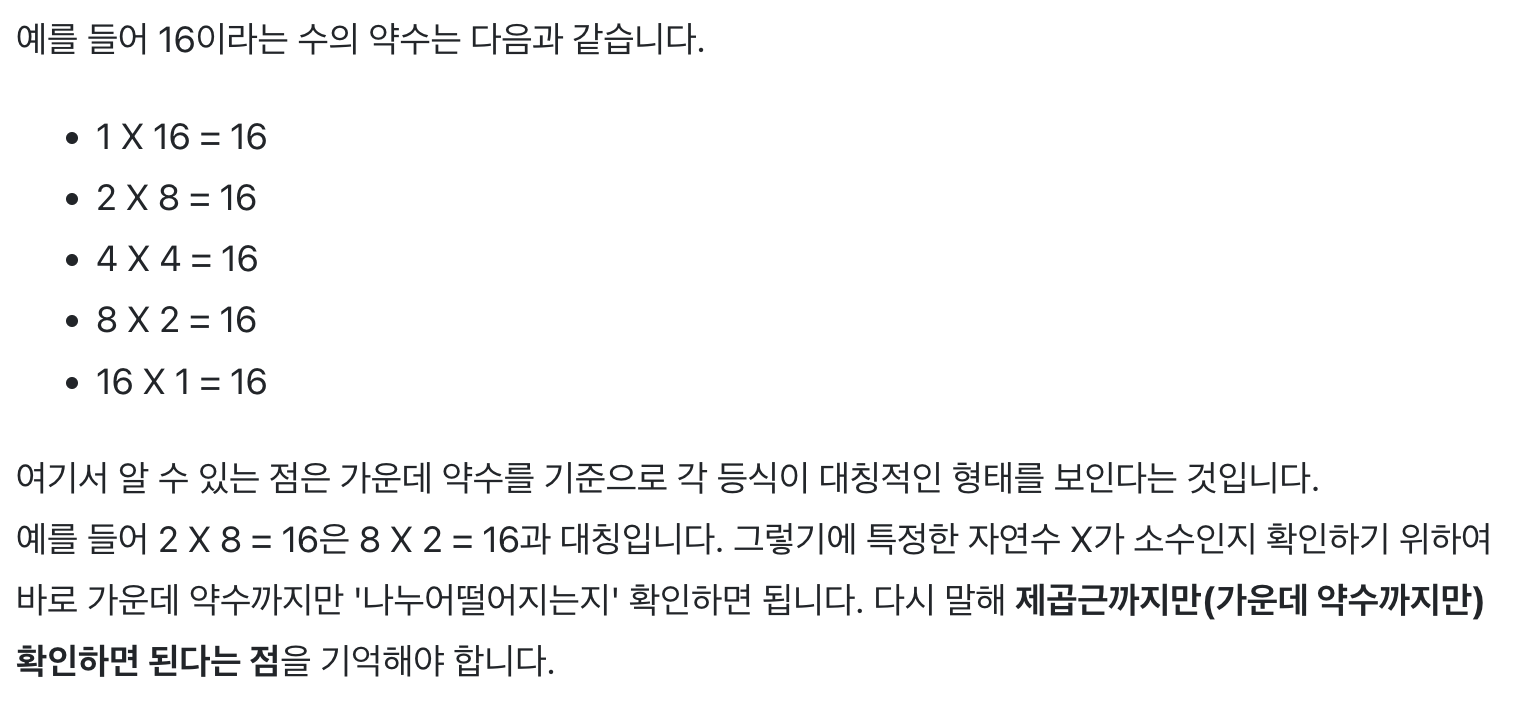 예를 들어 16이라는 수의 약수는 다음과 같습니다.
• 1 X 16 = 16
• 2 X 8 = 16
• 4 X 4 = 16
• 8 X 2 = 16
• 16 X 1 = 16
여기서 알 수 있는 점은 가운데 약수를 기준으로 각 등식이 대칭적인 형태를 보인다는 것입니다.
예를 들어 2 X 8 = 16은 8 X 2 = 16과 대칭입니다. 그렇기에 특정한 자연수 X가 소수인지 확인하기 위하여
바로 가운데 약수까지만 '나누어떨어지는지' 확인하면 됩니다. 다시 말해 제곱근까지만(가운데 약수까지만)
확인하면 된다는 점을 기억해야 합니다.